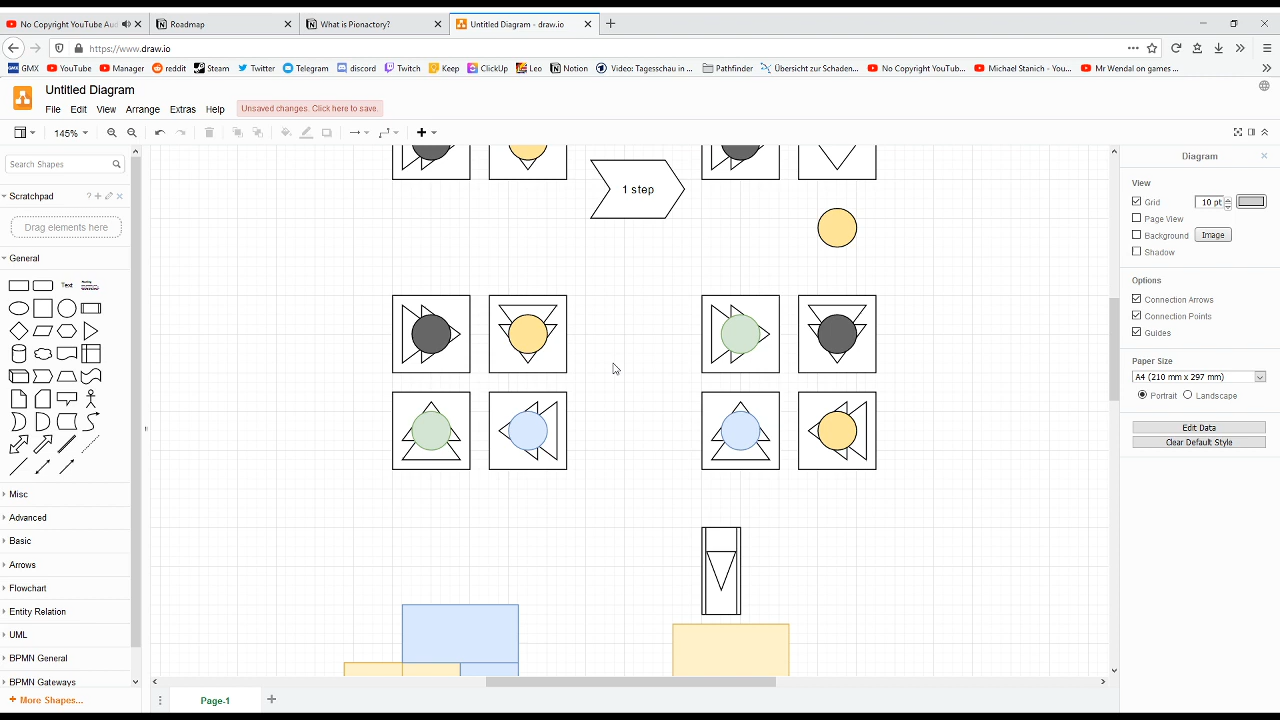 No Copyright YouTube Aud
Roadmap
What is Pionactory?
Untitled Diagram - draw.io
https://www.draw.io
GMX
YouTube
Manager
reddit
Steam
Twitter
Telegram
discord
Twitch
Keep
ClickUp
I.
Notion
Video: Tagesschau in ...
Pathfinder
Übersicht zur Schaden...
No Copyright YouTub...
Michael Stanich - You...
Mr Wendal on gamet...
Untitled Diagram
File
Edit
View
Arrange
Extras
Help
Unsaved changes. Click here to save.
145%
Search Shapes
Scratchpad
Drag elements here
General
Text
Misc
Advanced
Basic
Arrows
Flowchart
Entity Relation
UML
BPMN General
BPMN Gateways
+ More Shapes...
1 step
Page-1
Diagram
View
Grid
10 pt
Page View
Background
Image
Shadow
Options
Connection Arrows
Connection Points
Guides
Paper Size
A4 (210 mm x 297 mm)
Portrait
Landscape
Edit Data
Clear Default Style